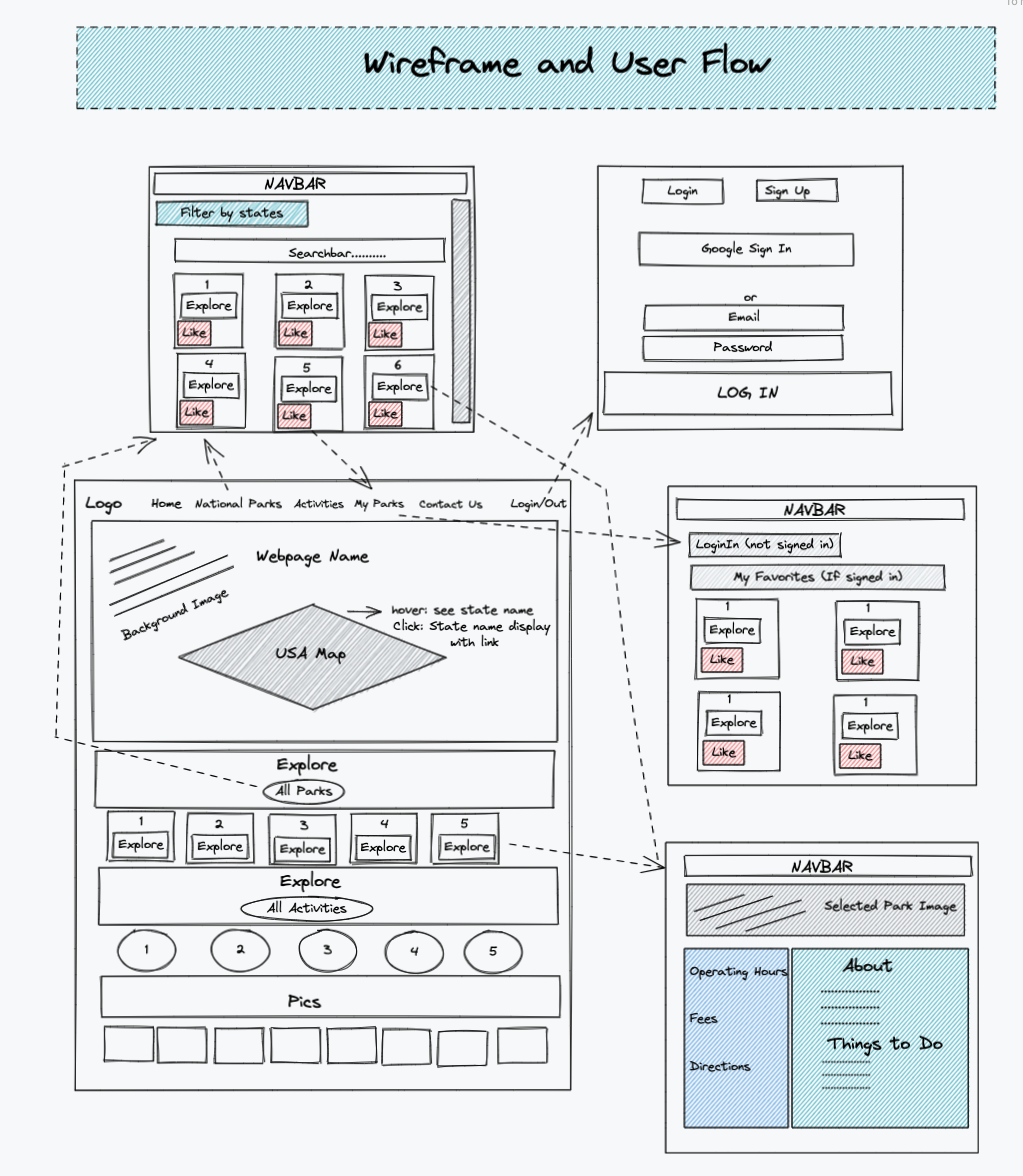 Wireframe and User Flow
NAVBAR
Filter by states
Searchbar..........
1 2 3
Explore Explore Explore
Like Like Like
4 5 6
Explore Explore Explore
Like Like Like
Login Sign Up
Google Sign In
or
Email
Password
LOG IN
Logo Home National Parks Activities My Parks Contact Us Login/Out
Webpage Name
Background Image
hover: see state name
Click: State name display
with link
USA Map
Explore
All Parks
1 2 3 4 5
Explore Explore Explore Explore Explore
Explore
All Activities
1 2 3 4 5
Pics
NAVBAR
LoginIn (not signed in)
My Favorites (If signed in)
1 1
Explore Explore
Like Like
1 1
Explore Explore
Like Like
NAVBAR
Selected Park Image
Operating Hours
Fees
Directions
About
Things to Do